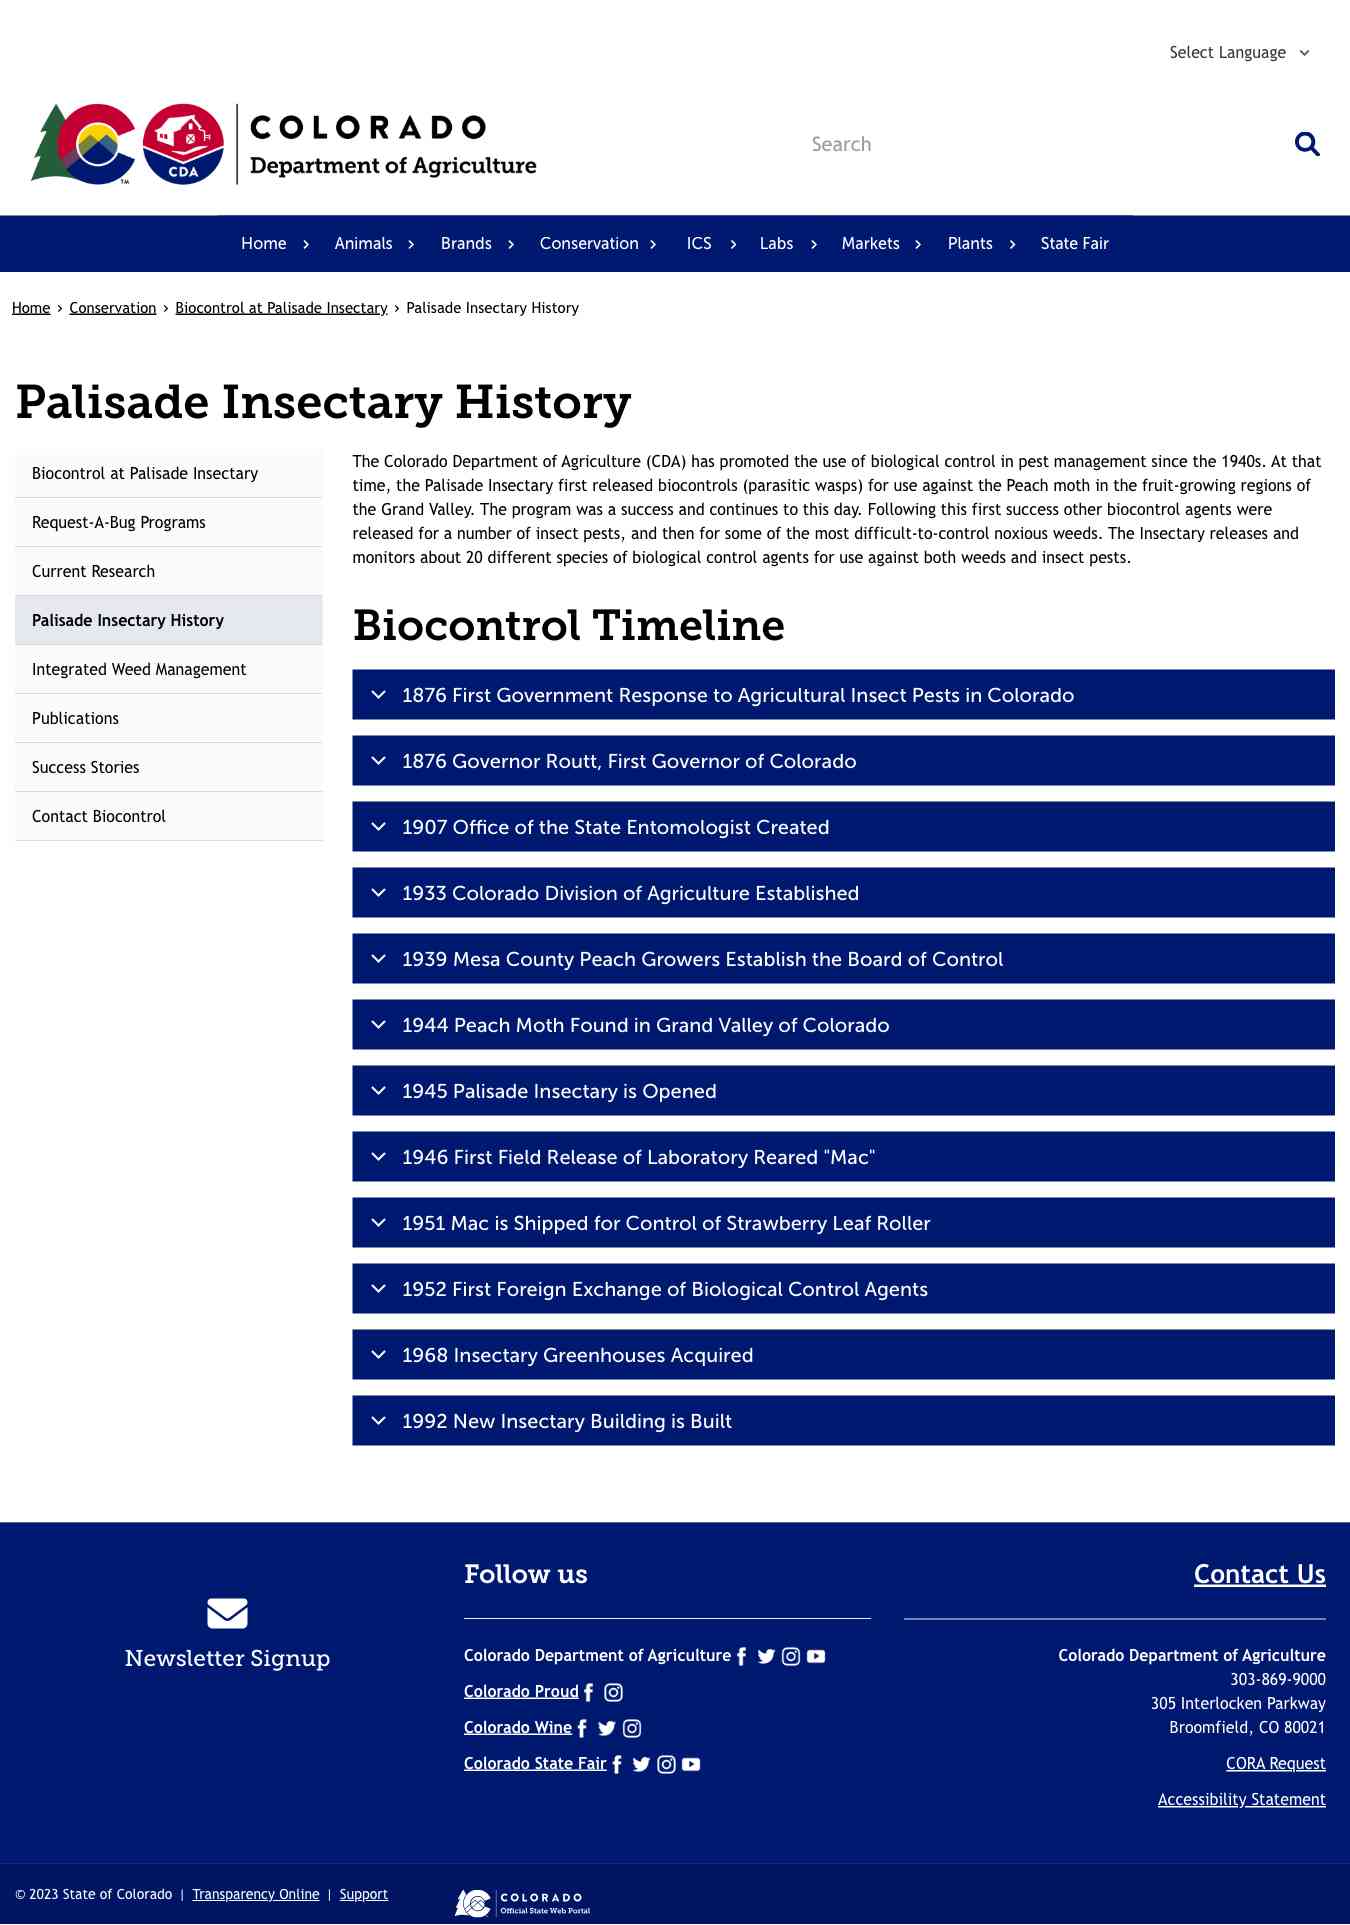 Select Language
COLORADO
Department of Agriculture
CDA
TM
Search
Home Animals Brands Conservation ICS Labs Markets Plants State Fair
Home › Conservation › Biocontrol at Palisade Insectary › Palisade Insectary History
Palisade Insectary History
Biocontrol at Palisade Insectary
Request-A-Bug Programs
Current Research
Palisade Insectary History
Integrated Weed Management
Publications
Success Stories
Contact Biocontrol
The Colorado Department of Agriculture (CDA) has promoted the use of biological control in pest management since the 1940s. At that
time, the Palisade Insectary first released biocontrols (parasitic wasps) for use against the Peach moth in the fruit-growing regions of
the Grand Valley. The program was a success and continues to this day. Following this first success other biocontrol agents were
released for a number of insect pests, and then for some of the most difficult-to-control noxious weeds. The Insectary releases and
monitors about 20 different species of biological control agents for use against both weeds and insect pests.
Biocontrol Timeline
1876 First Government Response to Agricultural Insect Pests in Colorado
1876 Governor Routt, First Governor of Colorado
1907 Office of the State Entomologist Created
1933 Colorado Division of Agriculture Established
1939 Mesa County Peach Growers Establish the Board of Control
1944 Peach Moth Found in Grand Valley of Colorado
1945 Palisade Insectary is Opened
1946 First Field Release of Laboratory Reared "Mac"
1951 Mac is Shipped for Control of Strawberry Leaf Roller
1952 First Foreign Exchange of Biological Control Agents
1968 Insectary Greenhouses Acquired
1992 New Insectary Building is Built
Newsletter Signup
Follow us
Colorado Department of Agriculture
Colorado Proud
Colorado Wine
Colorado State Fair
Contact Us
Colorado Department of Agriculture
303-869-9000
305 Interlocken Parkway
Broomfield, CO 80021
CORA Request
Accessibility Statement
© 2023 State of Colorado | Transparency Online | Support
COLORADO
Official State Web Portal